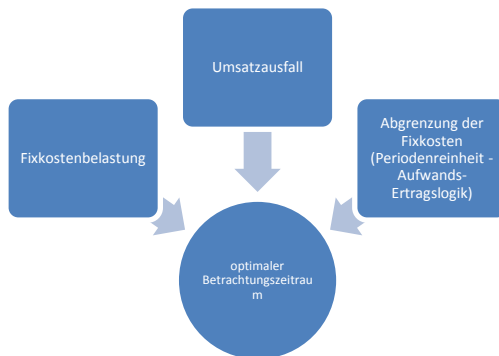 Umsatzausfall
Fixkostenbelastung
Abgrenzung der
Fixkosten
(Periodenreinheit -
Aufwands-
Ertragslogik)
optimaler
Betrachtungszeitrau
m